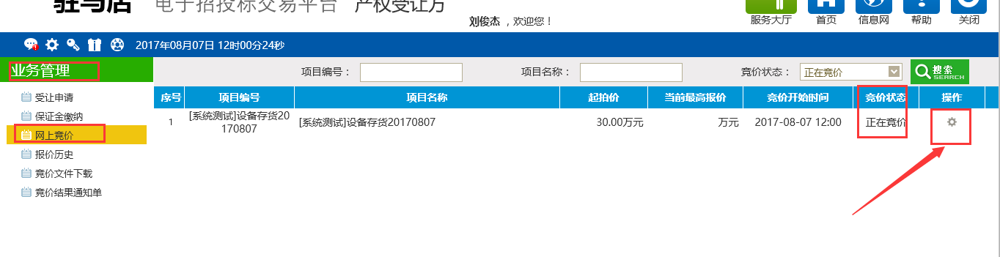 驻马店 电子招投标交易平台 产权受让方
刘俊杰 ，欢迎您！
服务大厅 首页 信息网 帮助 关闭
2017年08月07日 12时00分24秒
业务管理
项目编号： 项目名称： 竞价状态： 正在竞价 搜索 SEARCH
受让申请
保证金缴纳
网上竞价
报价历史
竞价文件下载
竞价结果通知单
序号 项目编号 项目名称 起拍价 当前最高报价 竞价开始时间 竞价状态 操作
1 [系统测试]设备存货20 [系统测试]设备存货20170807 30.00万元 万元 2017-08-07 12:00 正在竞价
170807